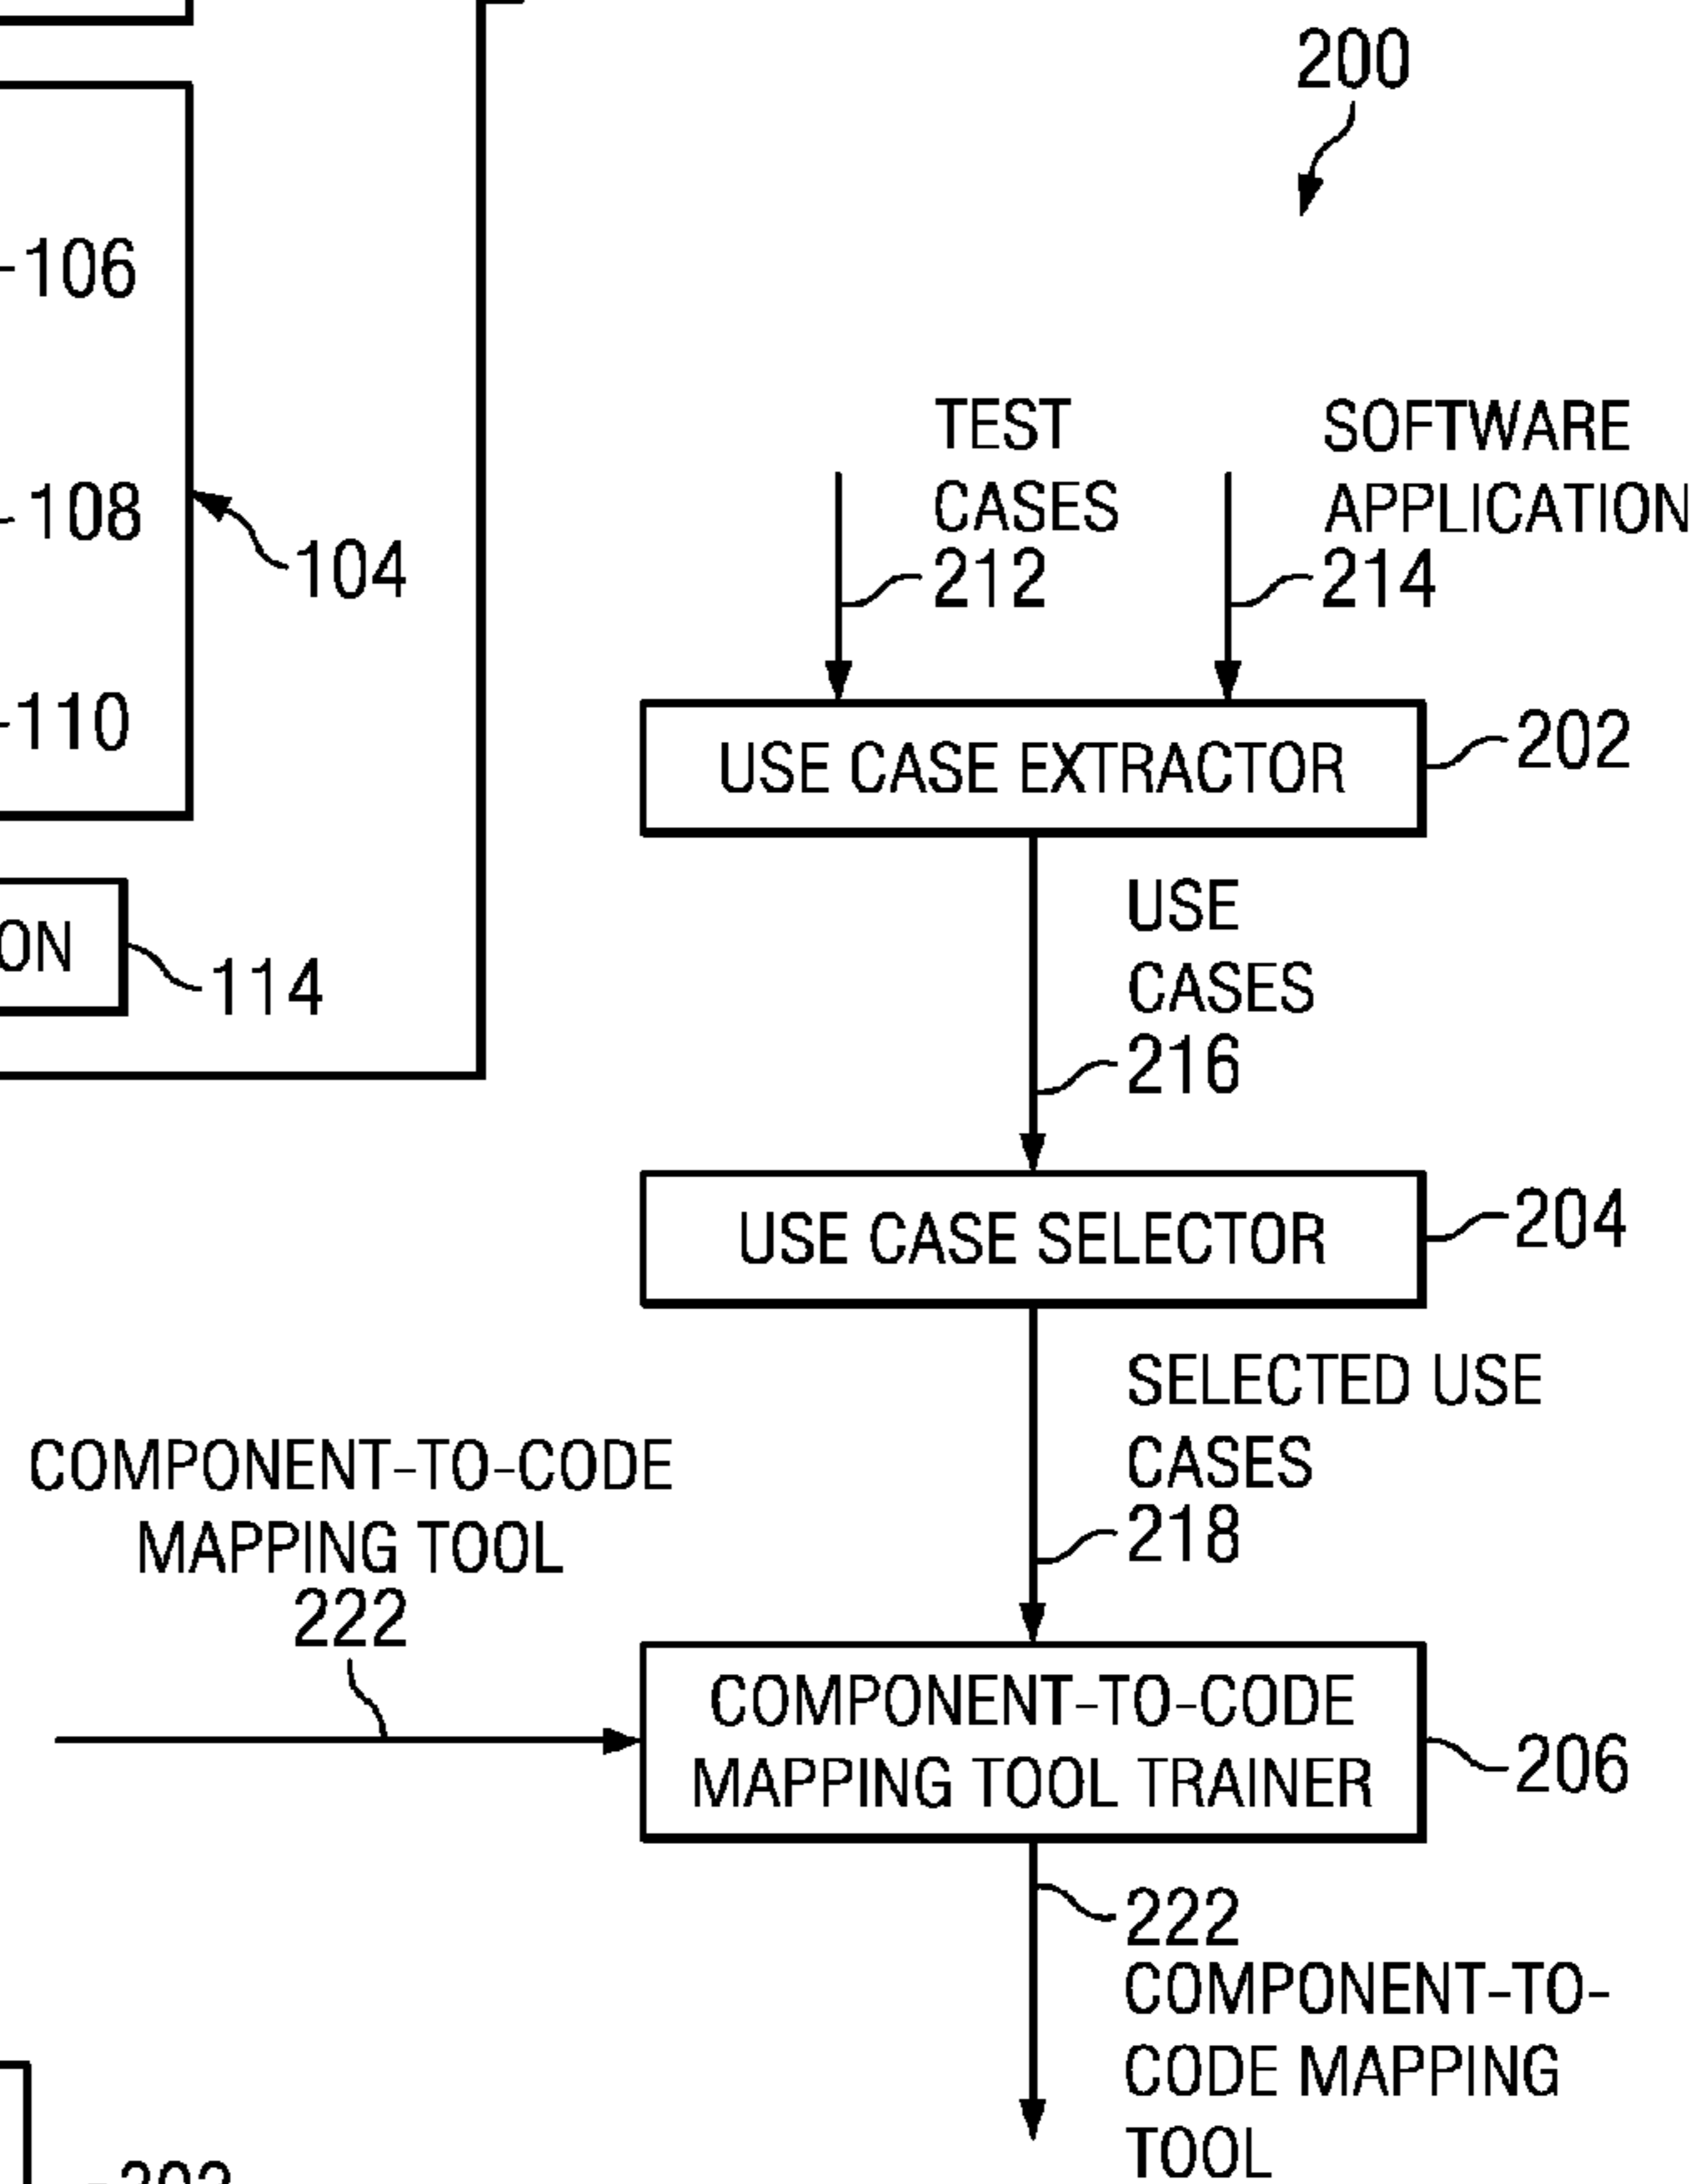 200
106
108
104
110
ON
114
TEST
CASES
212
SOFTWARE
APPLICATION
214
USE CASE EXTRACTOR
202
USE
CASES
216
USE CASE SELECTOR
204
SELECTED USE
CASES
218
COMPONENT-TO-CODE
MAPPING TOOL
222
COMPONENT-TO-CODE
MAPPING TOOL TRAINER
206
222
COMPONENT-TO-
CODE MAPPING
TOOL